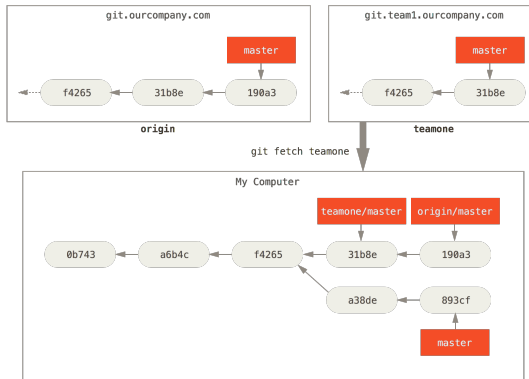 git.ourcompany.com
master
f4265
31b8e
190a3
origin
git.team1.ourcompany.com
master
f4265
31b8e
teamone
git fetch teamone
My Computer
teamone/master
origin/master
0b743
a6b4c
f4265
31b8e
190a3
a38de
893cf
master